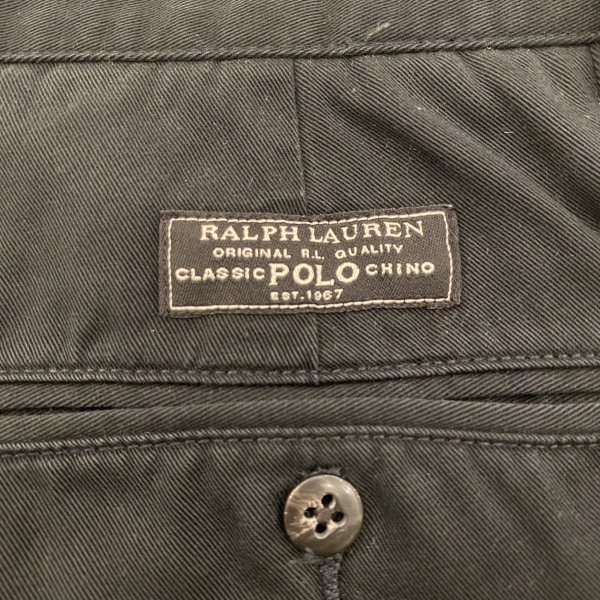 RALPH LAUREN
ORIGINAL R.L. QUALITY
CLASSIC POLO CHINO
EST. 1967